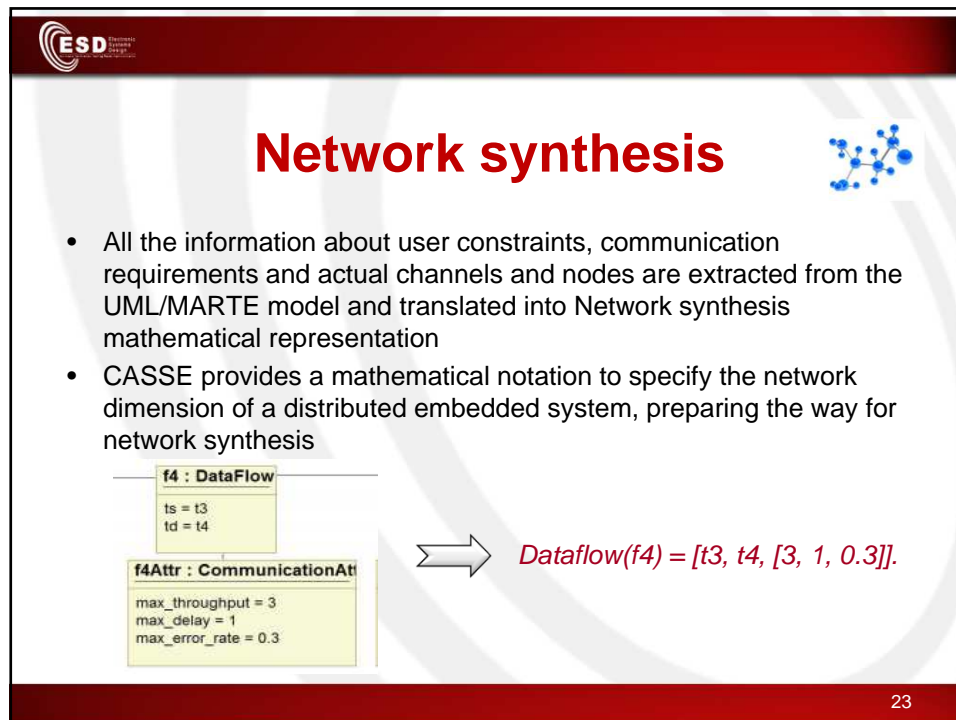 ESD Electronic Systems Design
Network synthesis
• All the information about user constraints, communication
requirements and actual channels and nodes are extracted from the
UML/MARTE model and translated into Network synthesis
mathematical representation
• CASSE provides a mathematical notation to specify the network
dimension of a distributed embedded system, preparing the way for
network synthesis
f4 : DataFlow
ts = t3
td = t4
f4Attr : CommunicationAtt
max_throughput = 3
max_delay = 1
max_error_rate = 0.3
Dataflow(f4) = [t3, t4, [3, 1, 0.3]].
23